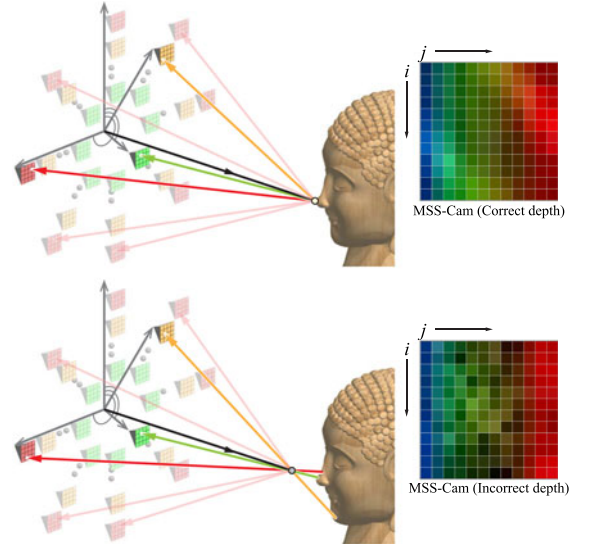 j
i
MSS-Cam (Correct depth)
j
i
MSS-Cam (Incorrect depth)